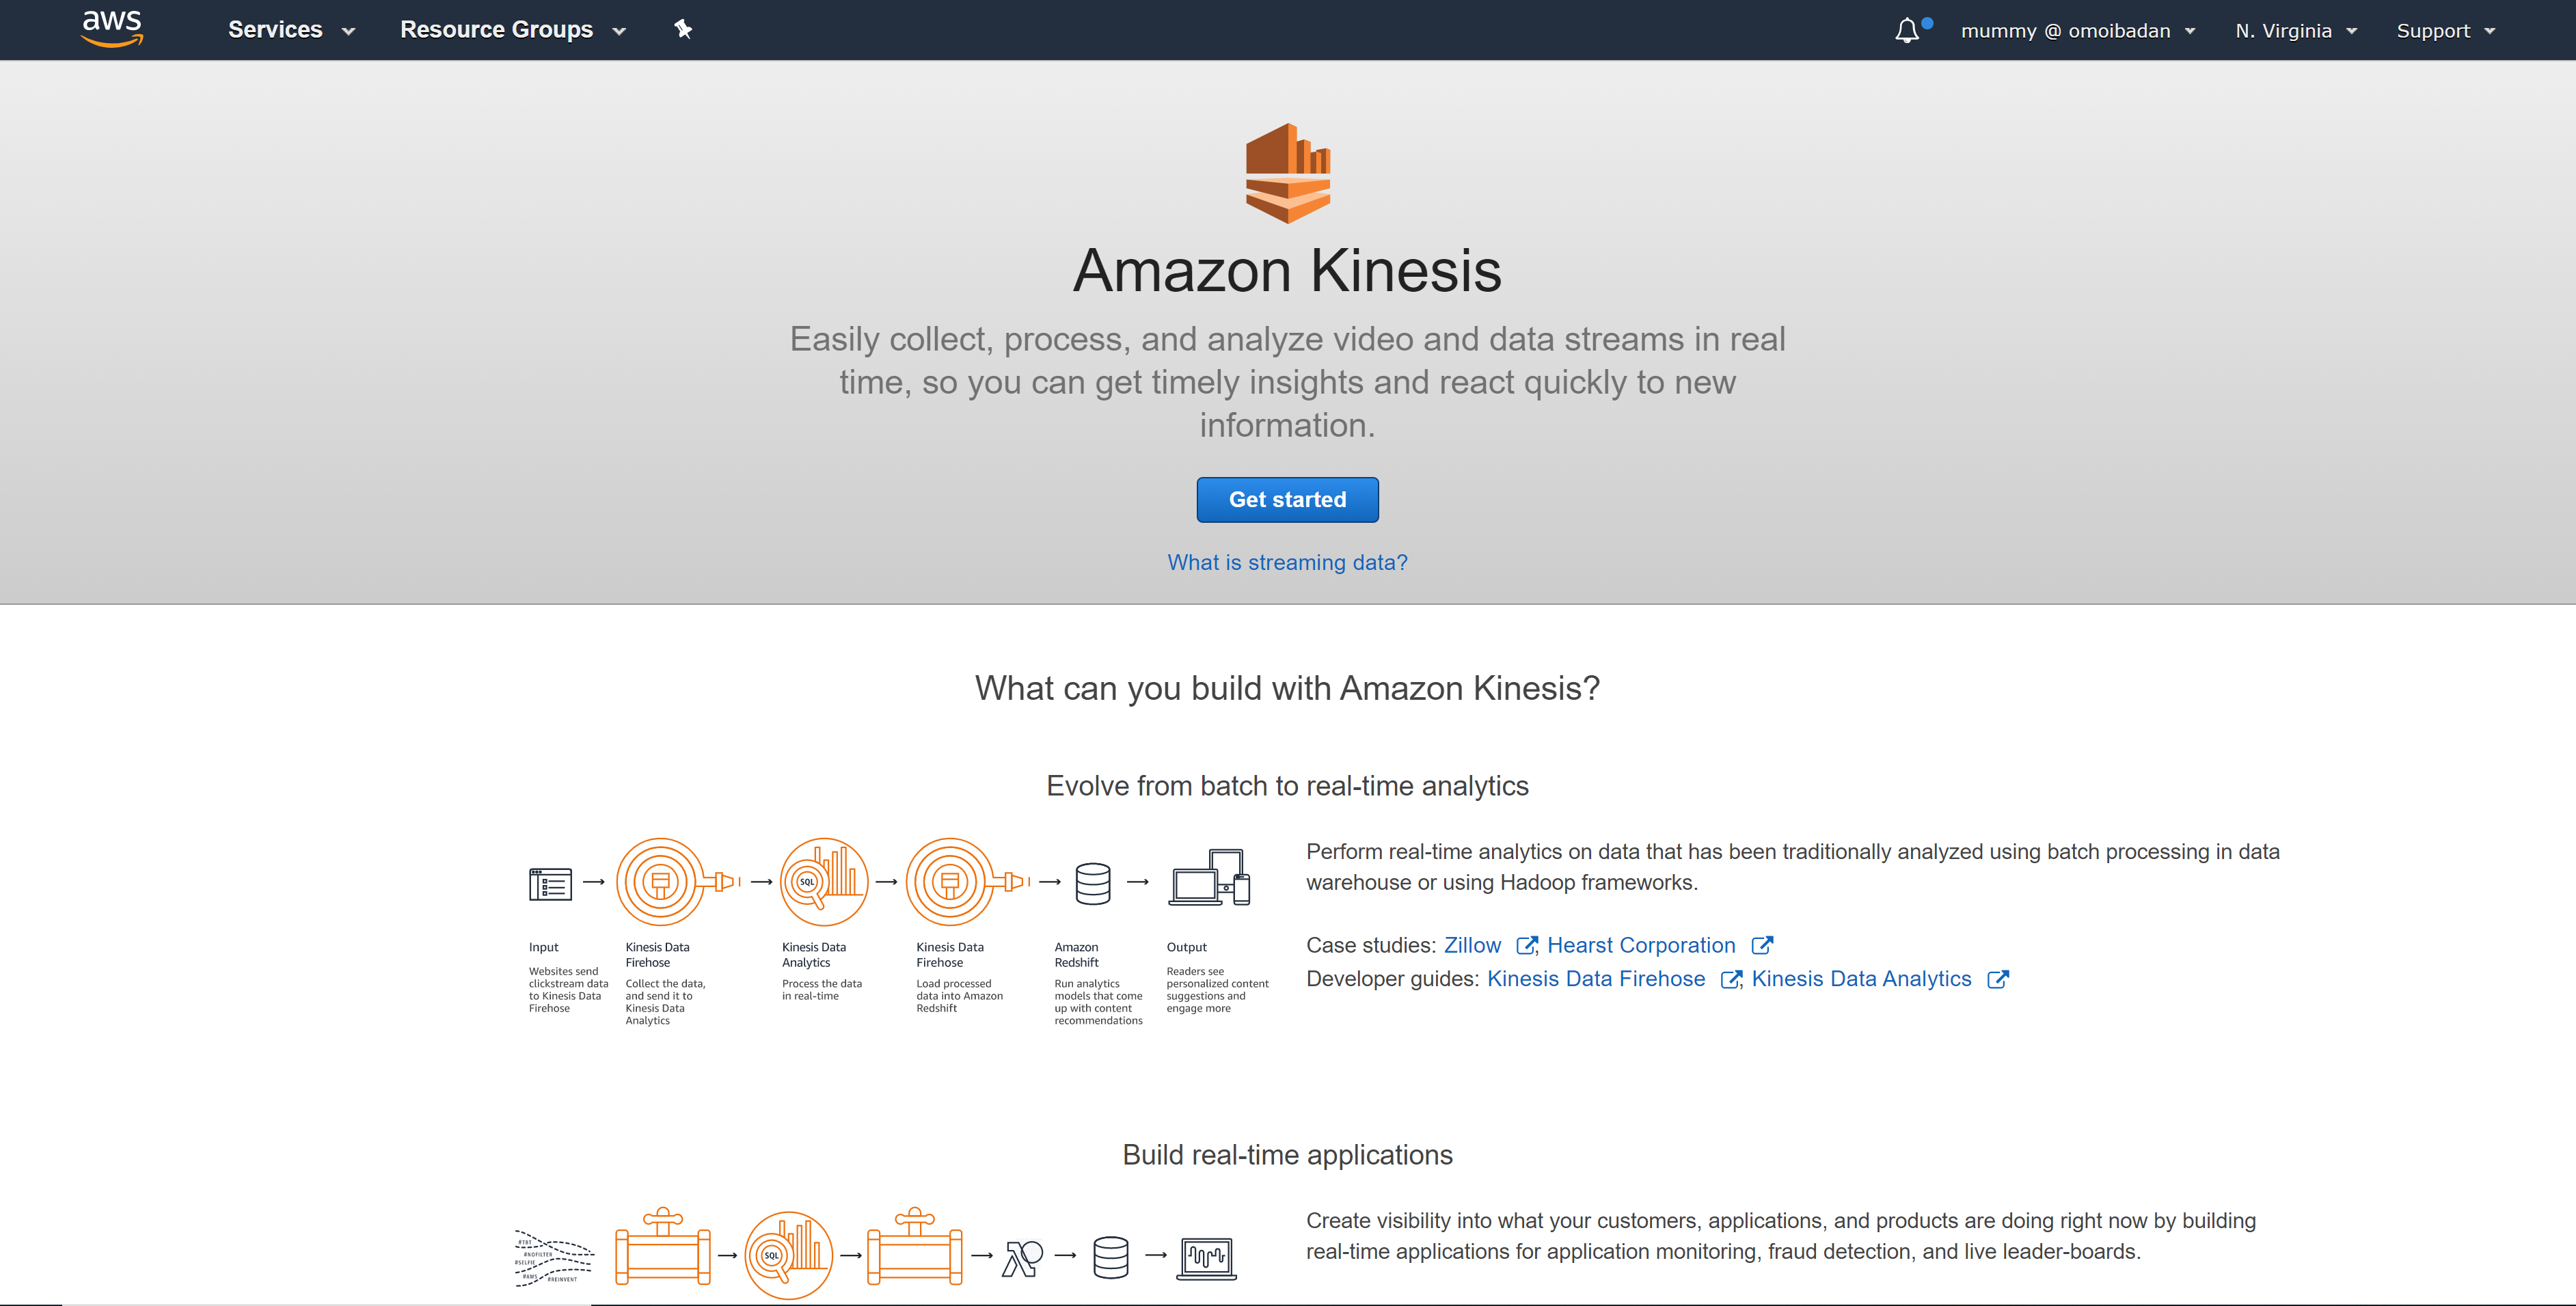 aws
Services
Resource Groups
mummy @ omoibadan
N. Virginia
Support
Amazon Kinesis
Easily collect, process, and analyze video and data streams in real
time, so you can get timely insights and react quickly to new
information.
Get started
What is streaming data?
What can you build with Amazon Kinesis?
Evolve from batch to real-time analytics
SQL
Input
Websites send
clickstream data
to Kinesis Data
Firehose
Kinesis Data
Firehose
Collect the data,
and send it to
Kinesis Data
Analytics
Kinesis Data
Analytics
Process the data
in real-time
Kinesis Data
Firehose
Load processed
data into Amazon
Redshift
Amazon
Redshift
Run analytics
models that come
up with content
recommendations
Output
Readers see
personalized content
suggestions and
engage more
Perform real-time analytics on data that has been traditionally analyzed using batch processing in data
warehouse or using Hadoop frameworks.
Case studies: Zillow , Hearst Corporation
Developer guides: Kinesis Data Firehose , Kinesis Data Analytics
Build real-time applications
#TBT
#NOFILTER
#SELFIE
#AWS
#REINVENT
SQL
Create visibility into what your customers, applications, and products are doing right now by building
real-time applications for application monitoring, fraud detection, and live leader-boards.